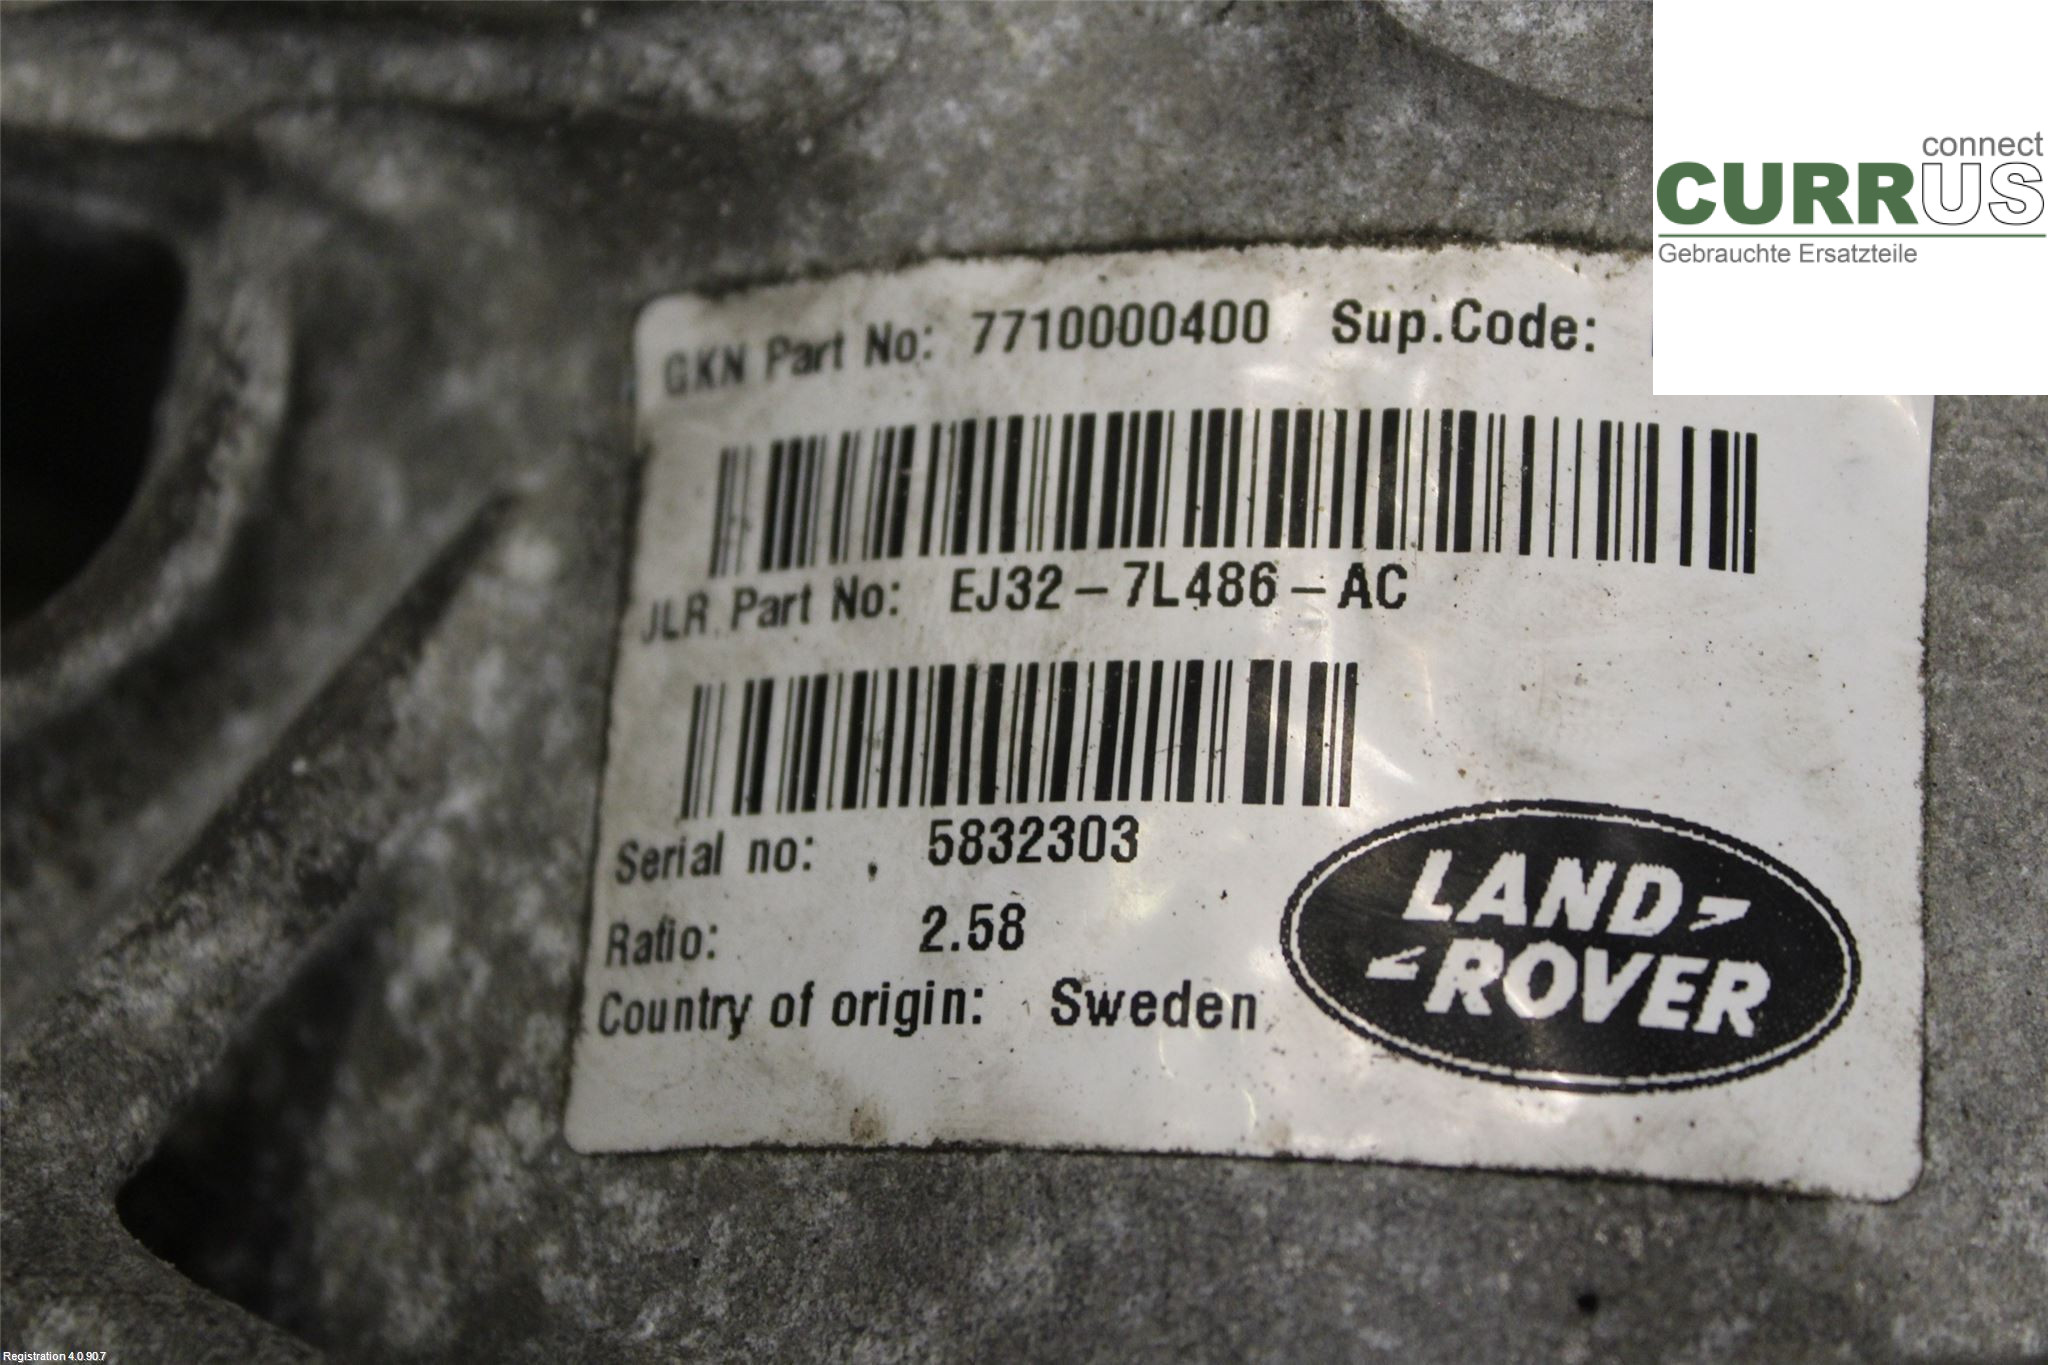 connect
CURRUS
Gebrauchte Ersatzteile
GKN Part No: 7710000400 Sup.Code:
JLR Part No: EJ32-7L486-AC
Serial no: 5832303
Ratio: 2.58
Country of origin: Sweden
LAND
ROVER
Registration 4.0.90.7